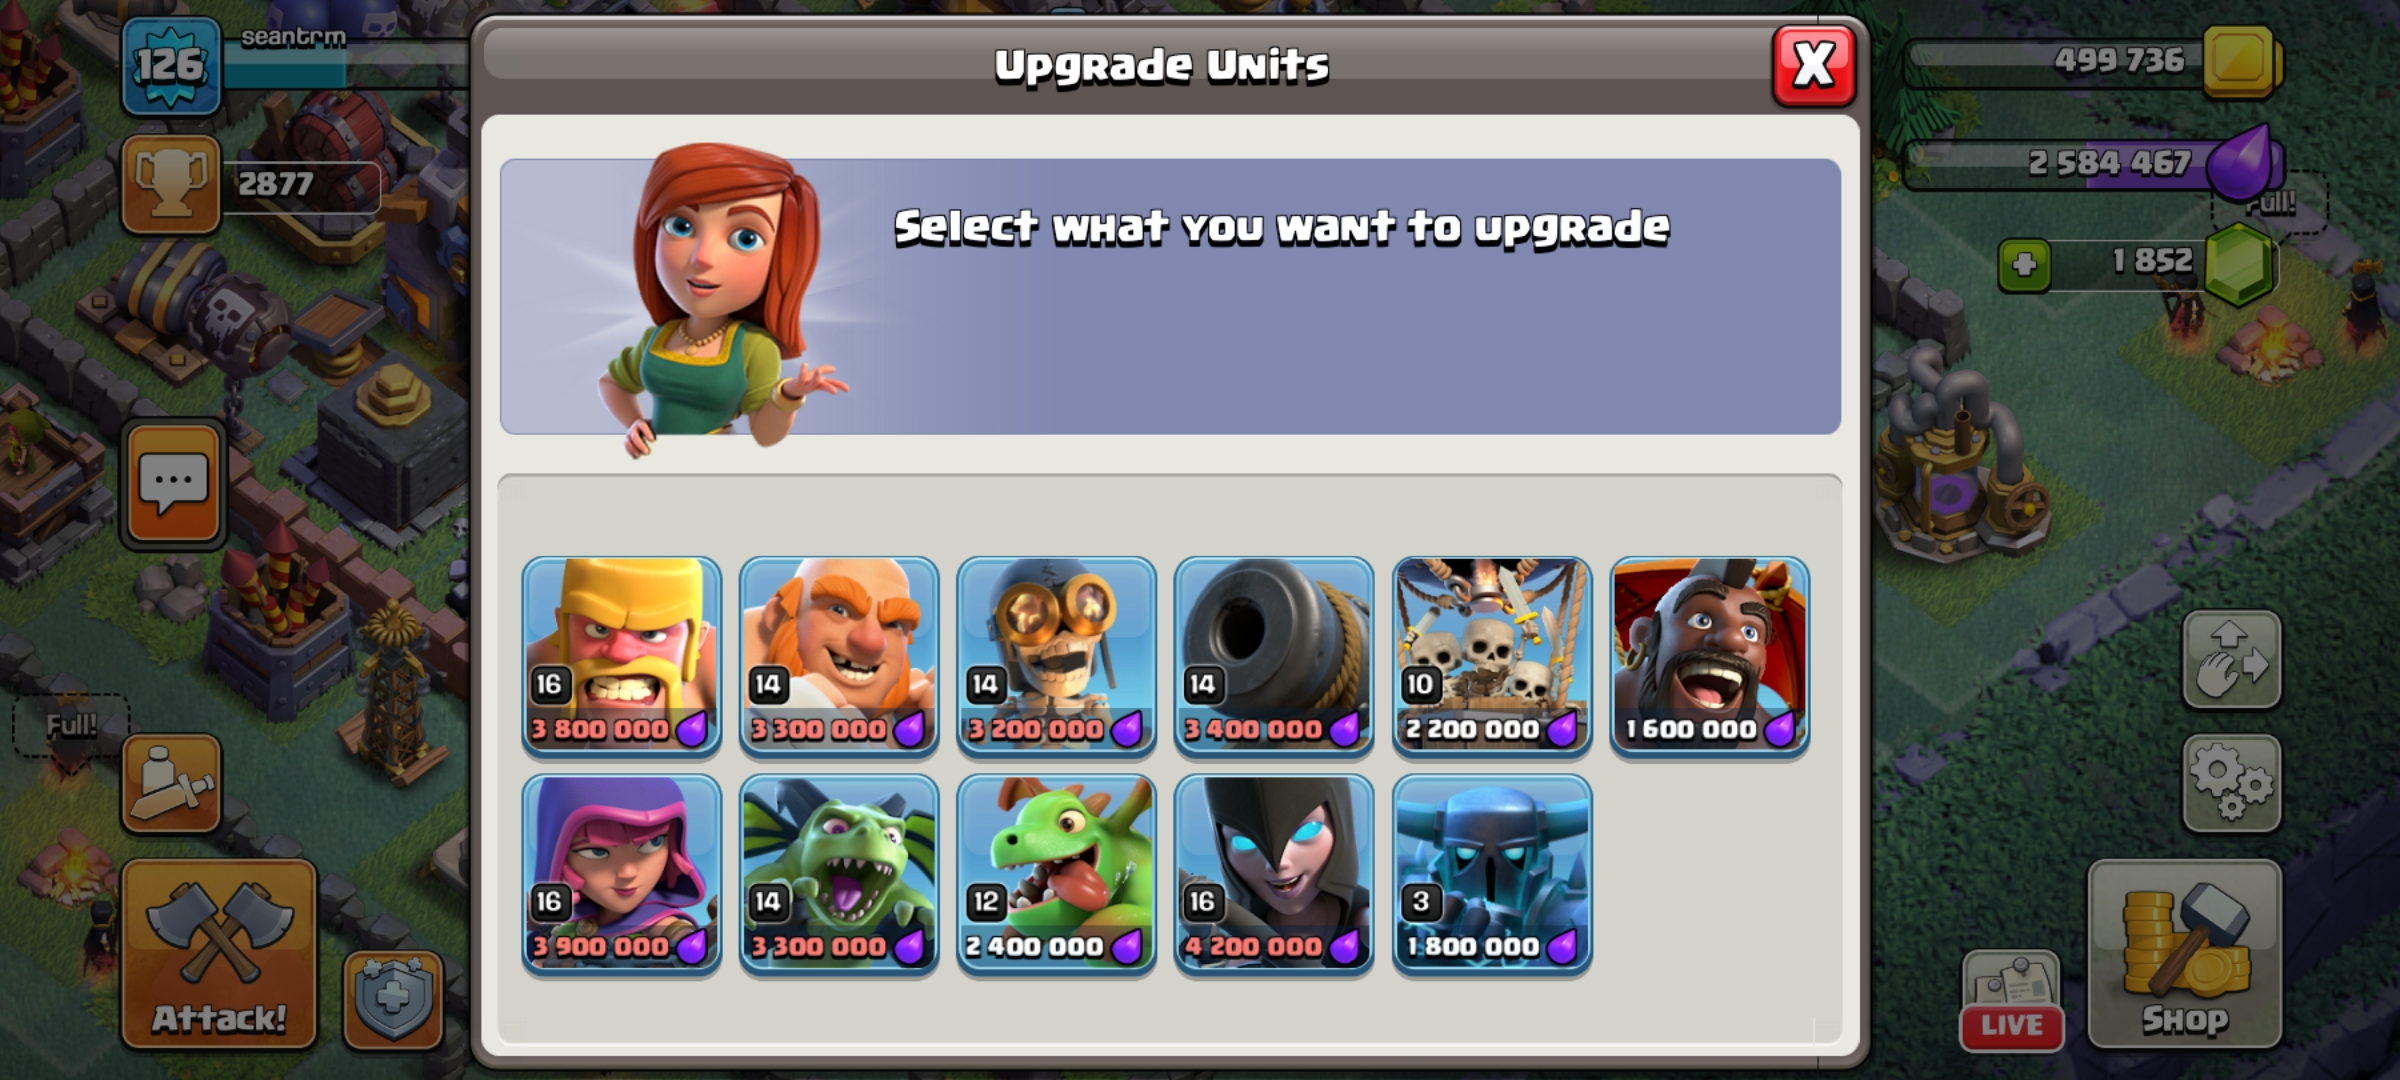 Upgrade Units
126
seantrm
2877
499 736
2 584 467
Full!
1 852
Select what you want to upgrade
16
3 800 000
14
3 300 000
14
3 200 000
14
3 400 000
10
2 200 000
1 600 000
16
3 900 000
14
3 300 000
12
2 400 000
16
4 200 000
3
1 800 000
Full!
Attack!
LIVE
Shop